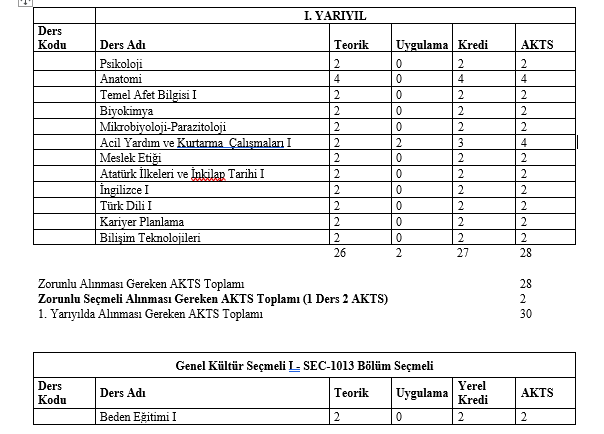 I. YARIYIL
Ders Kodu Ders Adı Teorik Uygulama Kredi AKTS
Psikoloji 2 0 2 2
Anatomi 4 0 4 4
Temel Afet Bilgisi I 2 0 2 2
Biyokimya 2 0 2 2
Mikrobiyoloji-Parazitoloji 2 0 2 2
Acil Yardım ve Kurtarma Çalışmaları I 2 2 3 4
Meslek Etiği 2 0 2 2
Atatürk İlkeleri ve İnkilap Tarihi I 2 0 2 2
İngilizce I 2 0 2 2
Türk Dili I 2 0 2 2
Kariyer Planlama 2 0 2 2
Bilişim Teknolojileri 2 0 2 2
26 2 27 28
Zorunlu Alınması Gereken AKTS Toplamı 28
Zorunlu Seçmeli Alınması Gereken AKTS Toplamı (1 Ders 2 AKTS) 2
1. Yarıyılda Alınması Gereken AKTS Toplamı 30
Genel Kültür Seçmeli I.- SEC-1013 Bölüm Seçmeli
Ders Kodu Ders Adı Teorik Uygulama Yerel Kredi AKTS
Beden Eğitimi I 2 0 2 2